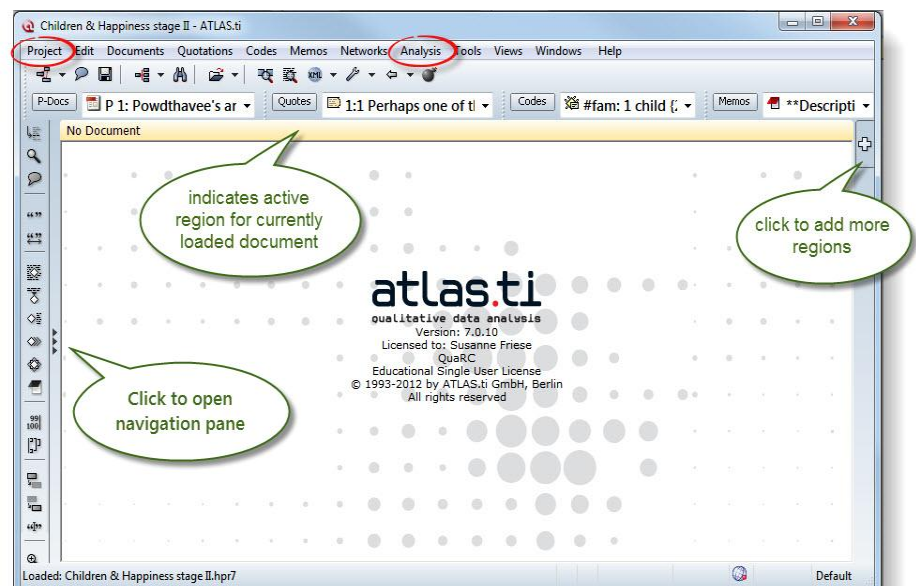 Children & Happiness stage II - ATLAS.ti
Project Edit Documents Quotations Codes Memos Networks Analysis Tools Views Windows Help
P-Docs P 1: Powdthavee's ar Quotes 1:1 Perhaps one of tl Codes #fam: 1 child {; Memos **Descripti
No Document
indicates active
region for currently
loaded document
click to add more
regions
atlas.ti
qualitative data analysis
Version: 7.0.10
Licensed to: Susanne Friese
QuaRC
Educational Single User License
© 1993-2012 by ATLAS.ti GmbH, Berlin
All rights reserved
Click to open
navigation pane
Loaded: Children & Happiness stage II.hpr7 Default